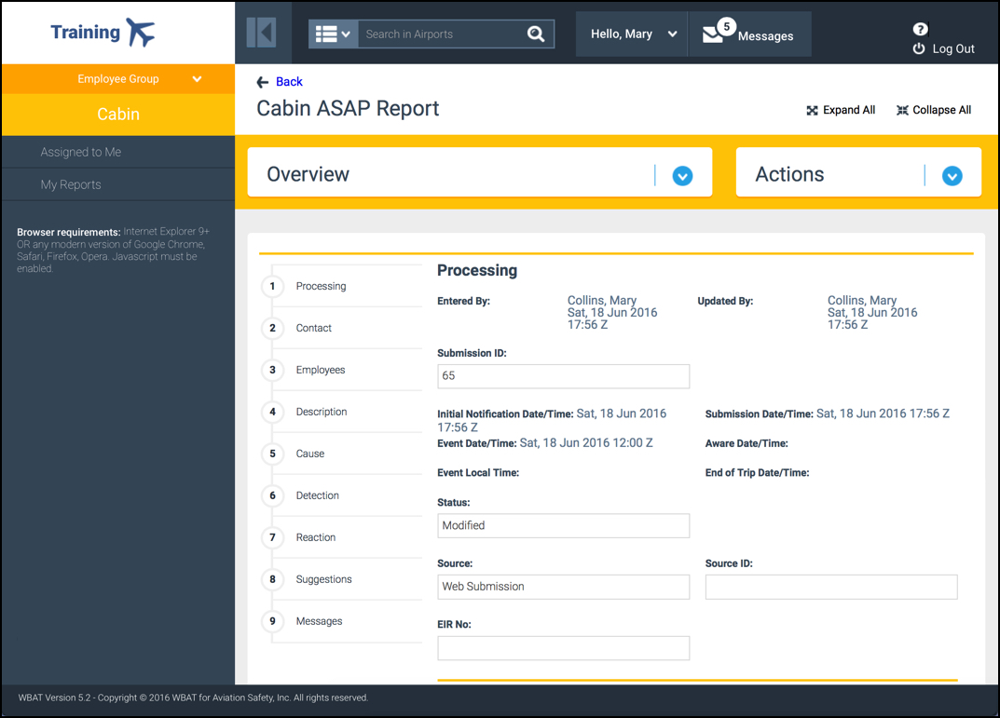 Training
Search in Airports
Hello, Mary
5
Messages
?
Log Out
Employee Group
Cabin
Assigned to Me
My Reports
Browser requirements: Internet Explorer 9+
OR any modern version of Google Chrome,
Safari, Firefox, Opera. Javascript must be
enabled.
Back
Cabin ASAP Report
Expand All
Collapse All
Overview
Actions
1 Processing
2 Contact
3 Employees
4 Description
5 Cause
6 Detection
7 Reaction
8 Suggestions
9 Messages
Processing
Entered By: Collins, Mary
Sat, 18 Jun 2016
17:56 Z
Updated By: Collins, Mary
Sat, 18 Jun 2016
17:56 Z
Submission ID:
65
Initial Notification Date/Time: Sat, 18 Jun 2016
17:56 Z
Submission Date/Time: Sat, 18 Jun 2016 17:56 Z
Event Date/Time: Sat, 18 Jun 2016 12:00 Z
Aware Date/Time:
Event Local Time:
End of Trip Date/Time:
Status:
Modified
Source:
Web Submission
Source ID:
EIR No:
WBAT Version 5.2 - Copyright © 2016 WBAT for Aviation Safety, Inc. All rights reserved.